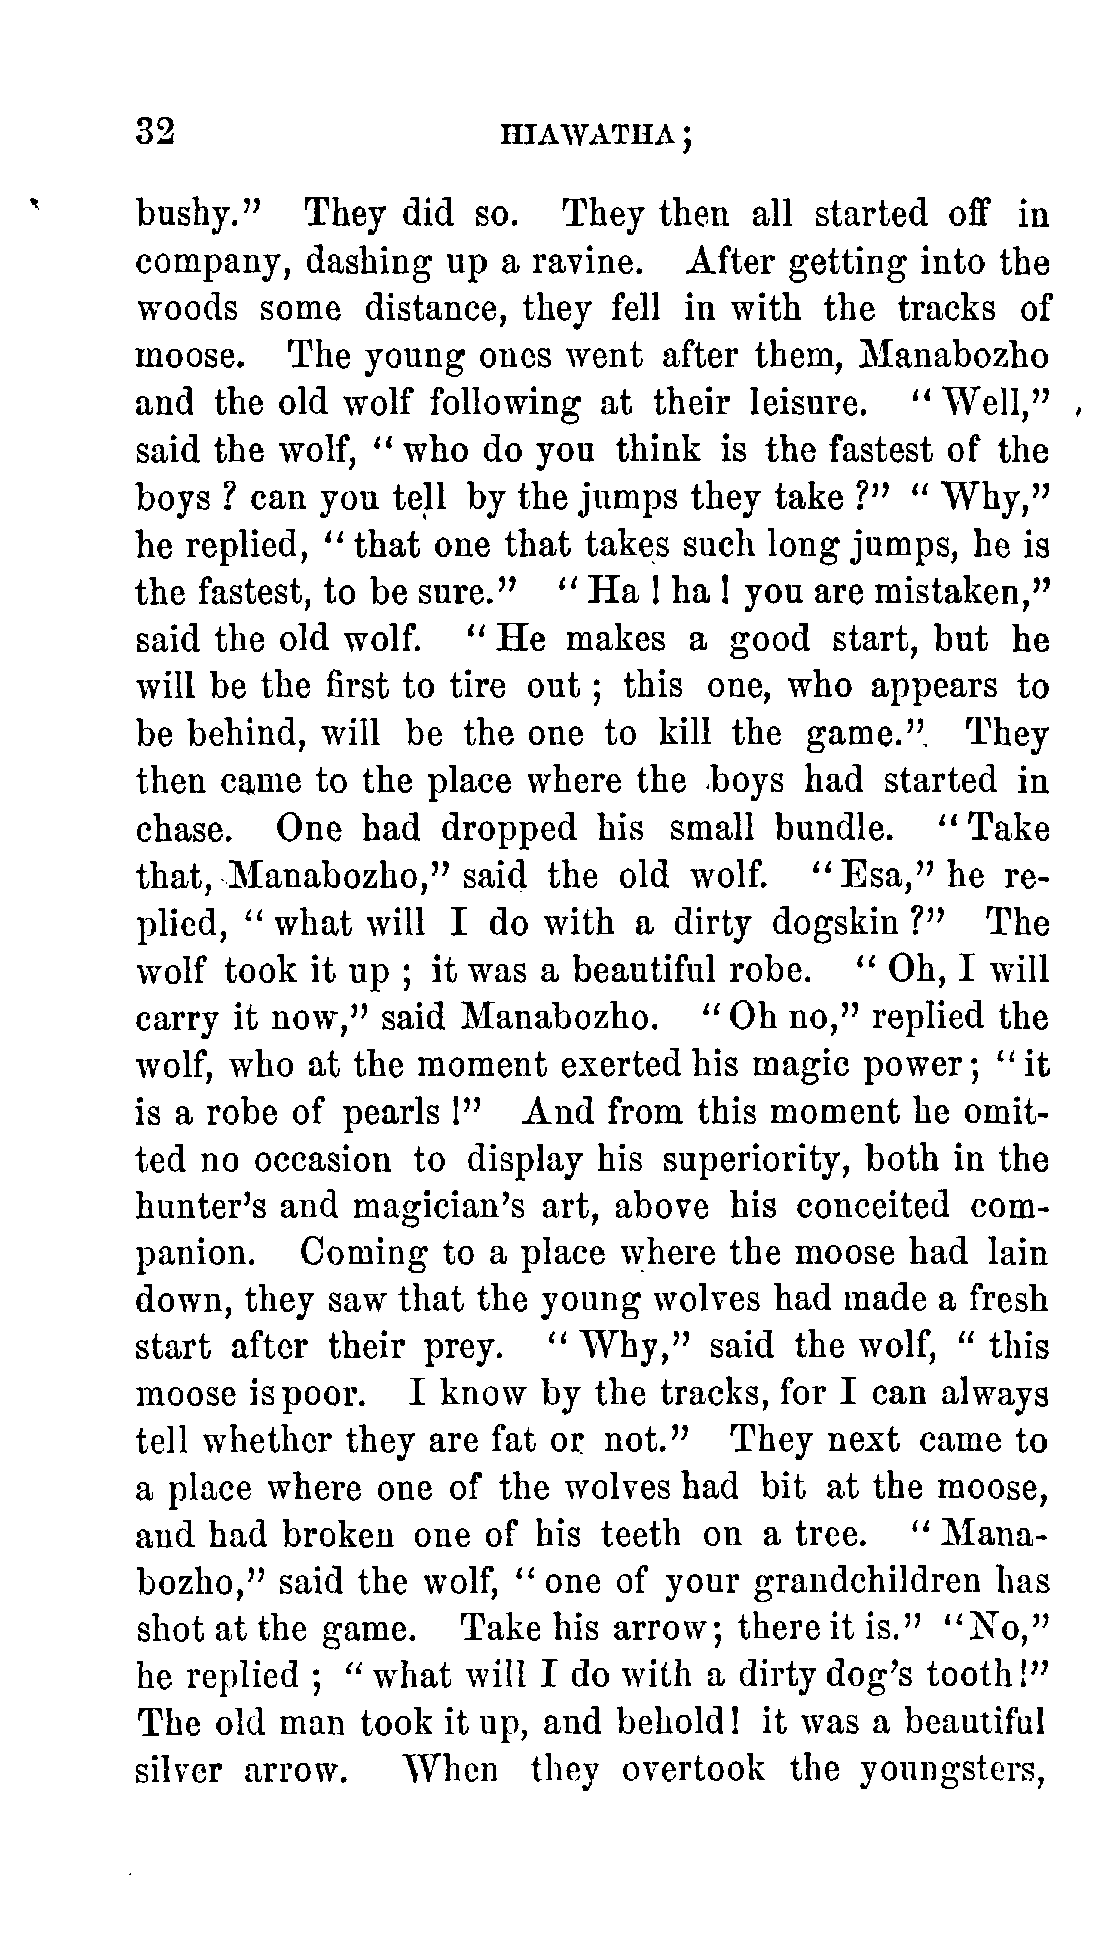 32 HIAWATHA;
bushy." They did so. They then all started off in
company, dashing up a ravine. After getting into the
woods some distance, they fell in with the tracks of
moose. The young ones went after them, Manabozho
and the old wolf following at their leisure. "Well,"
said the wolf, "who do you think is the fastest of the
boys? can you tell by the jumps they take?" "Why,"
he replied, "that one that takes such long jumps, he is
the fastest, to be sure." "Ha! ha! you are mistaken,"
said the old wolf. "He makes a good start, but he
will be the first to tire out; this one, who appears to
be behind, will be the one to kill the game." They
then came to the place where the boys had started in
chase. One had dropped his small bundle. "Take
that, Manabozho," said the old wolf. "Esa," he re-
plied, "what will I do with a dirty dogskin?" The
wolf took it up; it was a beautiful robe. "Oh, I will
carry it now," said Manabozho. "Oh no," replied the
wolf, who at the moment exerted his magic power; "it
is a robe of pearls!" And from this moment he omit-
ted no occasion to display his superiority, both in the
hunter's and magician's art, above his conceited com-
panion. Coming to a place where the moose had lain
down, they saw that the young wolves had made a fresh
start after their prey. "Why," said the wolf, "this
moose is poor. I know by the tracks, for I can always
tell whether they are fat or not." They next came to
a place where one of the wolves had bit at the moose,
and had broken one of his teeth on a tree. "Mana-
bozho," said the wolf, "one of your grandchildren has
shot at the game. Take his arrow; there it is." "No,"
he replied; "what will I do with a dirty dog's tooth!"
The old man took it up, and behold! it was a beautiful
silver arrow. When they overtook the youngsters,